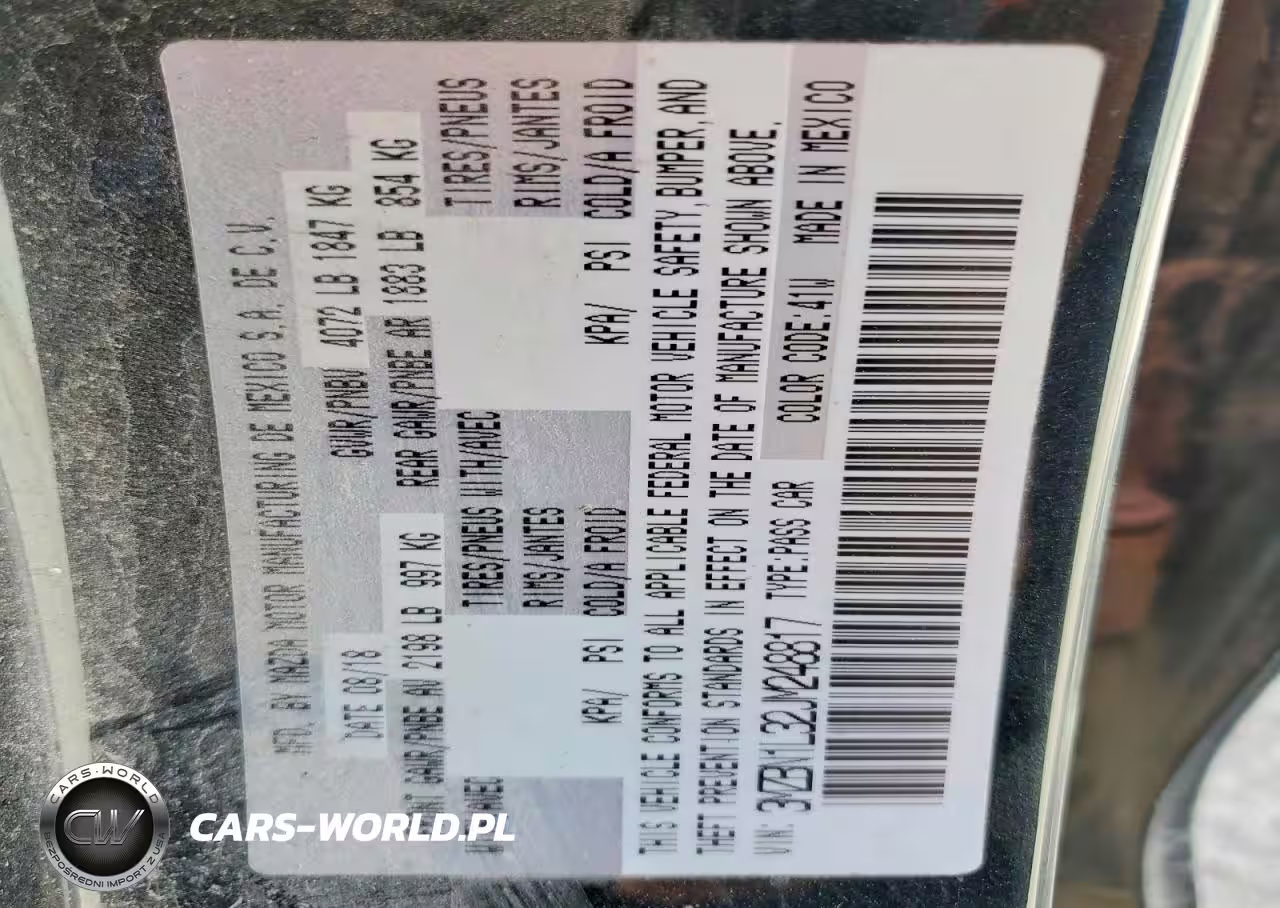 MFD. BY MAZDA MOTOR MANUFACTURING DE MEXICO S.A. DE C.V.
DATE 08/18 GVWR/PNBV 4072 LB 1847 KG
GAWR/PNBE AV 2198 LB 997 KG REAR GAWR/PNBE AR 1883 LB 854 KG
TIRES/PNEUS WITH/AVEC TIRES/PNEUS
RIMS/JANTES RIMS/JANTES
KPA/ PSI COLD/A FROID KPA/ PSI COLD/A FROID
THIS VEHICLE CONFORMS TO ALL APPLICABLE FEDERAL MOTOR VEHICLE SAFETY, BUMPER, AND
THEFT PREVENTION STANDARDS IN EFFECT ON THE DATE OF MANUFACTURE SHOWN ABOVE.
VIN: 3MZBN1L32JM248817 TYPE:PASS CAR COLOR CODE:41W MADE IN MEXICO
CARS-WORLD
CW
BEZPOŚREDNI IMPORT Z USA
CARS-WORLD.PL